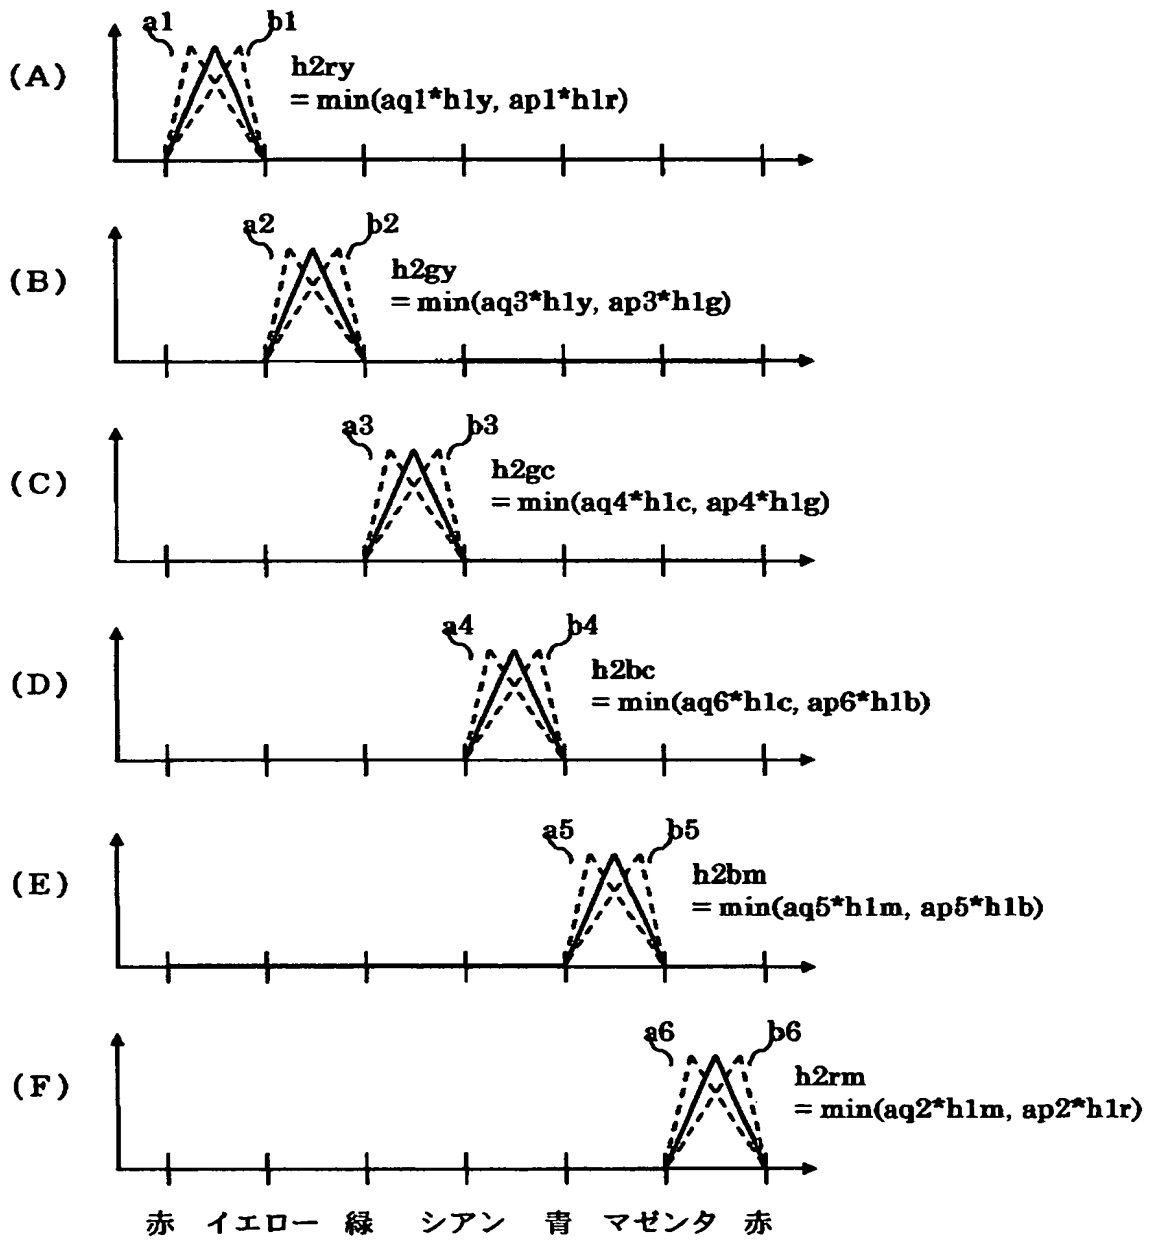 a1 b1
(A)
h2ry
= min(aq1*h1y, ap1*h1r)
a2 b2
(B)
h2gy
= min(aq3*h1y, ap3*h1g)
a3 b3
(C)
h2gc
= min(aq4*h1c, ap4*h1g)
a4 b4
(D)
h2bc
= min(aq6*h1c, ap6*h1b)
a5 b5
(E)
h2bm
= min(aq5*h1m, ap5*h1b)
a6 b6
(F)
h2rm
= min(aq2*h1m, ap2*h1r)
赤 イエロー 緑 シアン 青 マゼンタ 赤